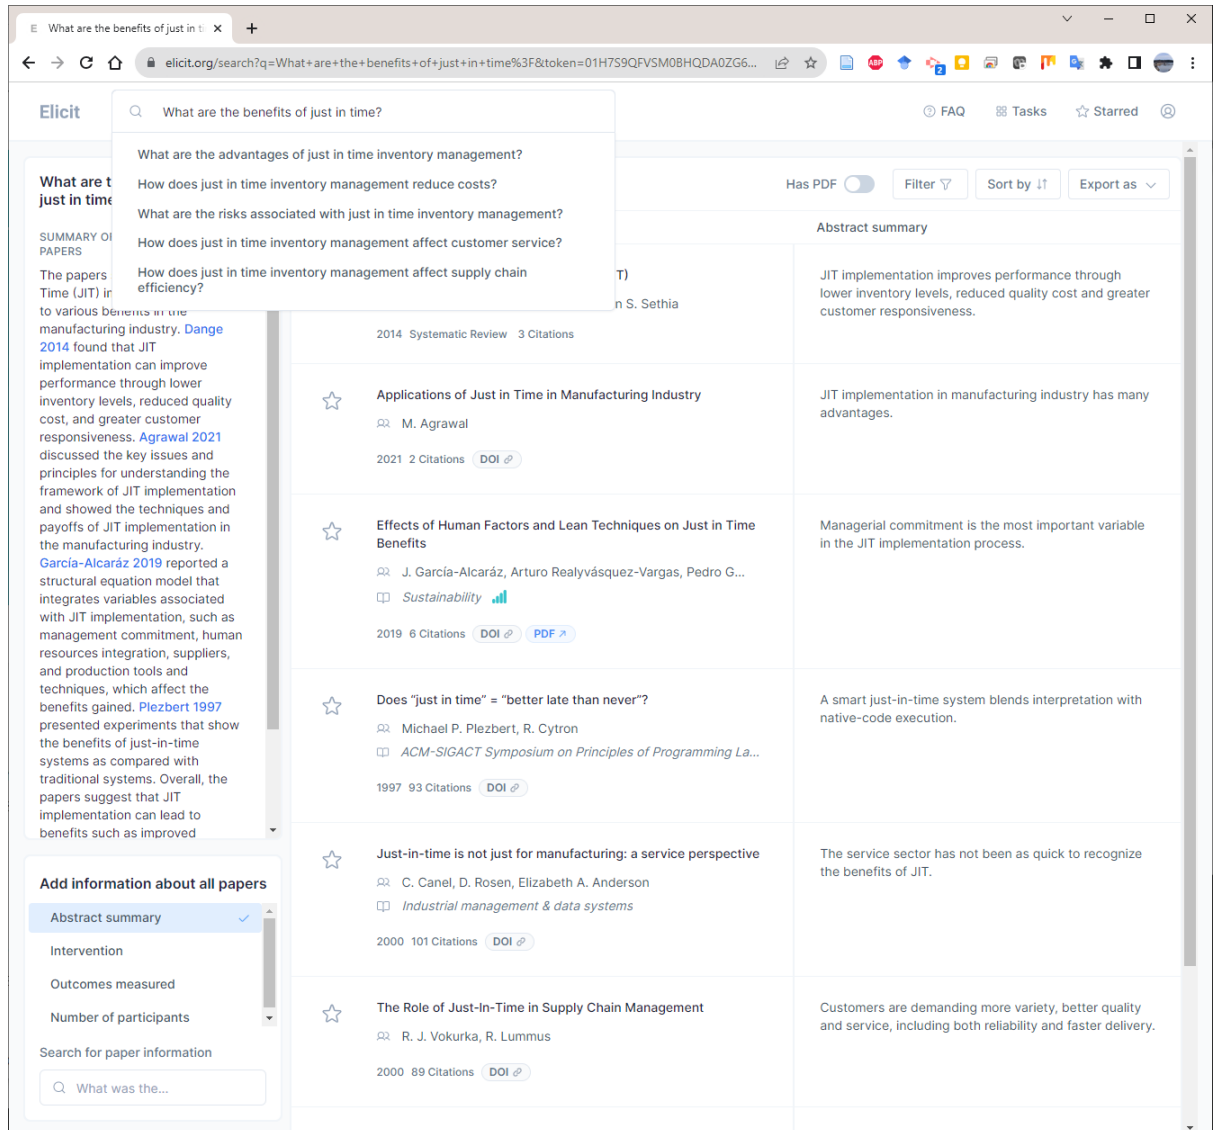 E What are the benefits of just in ti
elicit.org/search?q=What+are+the+benefits+of+just+in+time%3F&token=01H7S9QFVSM0BHQDA0ZG6...
ABP
2
Elicit
What are the benefits of just in time?
FAQ
Tasks
Starred
What are the advantages of just in time inventory management?
How does just in time inventory management reduce costs?
What are the risks associated with just in time inventory management?
How does just in time inventory management affect customer service?
How does just in time inventory management affect supply chain
efficiency?
Has PDF
Filter
Sort by
Export as
What are t
just in time
SUMMARY OF
PAPERS
The papers
Time (JIT) in
to various benefits in the
manufacturing industry. Dange
2014 found that JIT
implementation can improve
performance through lower
inventory levels, reduced quality
cost, and greater customer
responsiveness. Agrawal 2021
discussed the key issues and
principles for understanding the
framework of JIT implementation
and showed the techniques and
payoffs of JIT implementation in
the manufacturing industry.
García-Alcaráz 2019 reported a
structural equation model that
integrates variables associated
with JIT implementation, such as
management commitment, human
resources integration, suppliers,
and production tools and
techniques, which affect the
benefits gained. Plezbert 1997
presented experiments that show
the benefits of just-in-time
systems as compared with
traditional systems. Overall, the
papers suggest that JIT
implementation can lead to
benefits such as improved
Add information about all papers
Abstract summary
Intervention
Outcomes measured
Number of participants
Search for paper information
What was the...
Abstract summary
T)
n S. Sethia
2014 Systematic Review 3 Citations
JIT implementation improves performance through
lower inventory levels, reduced quality cost and greater
customer responsiveness.
Applications of Just in Time in Manufacturing Industry
M. Agrawal
2021 2 Citations DOI
JIT implementation in manufacturing industry has many
advantages.
Effects of Human Factors and Lean Techniques on Just in Time
Benefits
J. García-Alcaráz, Arturo Realyvásquez-Vargas, Pedro G...
Sustainability
2019 6 Citations DOI PDF
Managerial commitment is the most important variable
in the JIT implementation process.
Does “just in time” = “better late than never”?
Michael P. Plezbert, R. Cytron
ACM-SIGACT Symposium on Principles of Programming La...
1997 93 Citations DOI
A smart just-in-time system blends interpretation with
native-code execution.
Just-in-time is not just for manufacturing: a service perspective
C. Canel, D. Rosen, Elizabeth A. Anderson
Industrial management & data systems
2000 101 Citations DOI
The service sector has not been as quick to recognize
the benefits of JIT.
The Role of Just-In-Time in Supply Chain Management
R. J. Vokurka, R. Lummus
2000 89 Citations DOI
Customers are demanding more variety, better quality
and service, including both reliability and faster delivery.